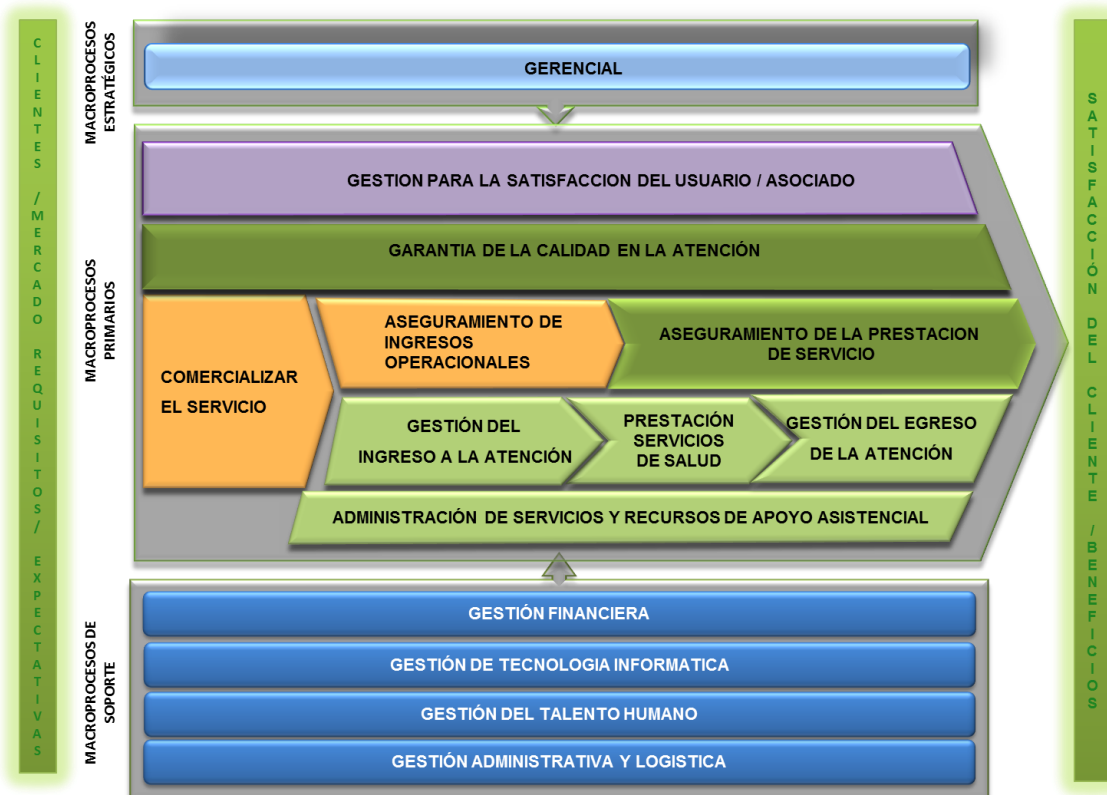 CLIENTES /MERCADO REQUISITOS/ EXPECTATIVAS
MACROPROCESOS
ESTRATÉGICOS
GERENCIAL
MACROPROCESOS
PRIMARIOS
GESTION PARA LA SATISFACCION DEL USUARIO / ASOCIADO
GARANTIA DE LA CALIDAD EN LA ATENCIÓN
COMERCIALIZAR
EL SERVICIO
ASEGURAMIENTO DE
INGRESOS
OPERACIONALES
ASEGURAMIENTO DE LA PRESTACION
DE SERVICIO
GESTIÓN DEL
INGRESO A LA ATENCIÓN
PRESTACIÓN
SERVICIOS
DE SALUD
GESTIÓN DEL EGRESO
DE LA ATENCIÓN
ADMINISTRACIÓN DE SERVICIOS Y RECURSOS DE APOYO ASISTENCIAL
MACROPROCESOS DE
SOPORTE
GESTIÓN FINANCIERA
GESTIÓN DE TECNOLOGIA INFORMATICA
GESTIÓN DEL TALENTO HUMANO
GESTIÓN ADMINISTRATIVA Y LOGISTICA
SATISFACCIÓN DEL CLIENTE /BENEFICIOS